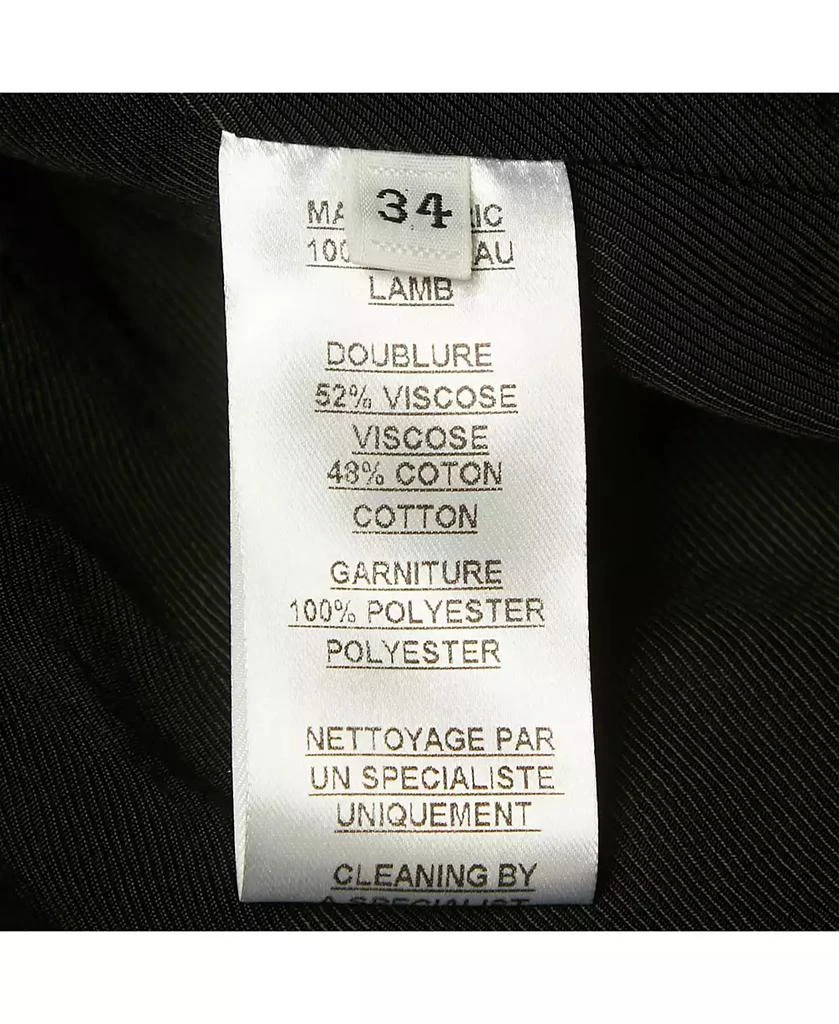 34
LAMB
DOUBLURE
52% VISCOSE
VISCOSE
48% COTON
COTTON
GARNITURE
100% POLYESTER
POLYESTER
NETTOYAGE PAR
UN SPECIALISTE
UNIQUEMENT
CLEANING BY
A SPECIALIST